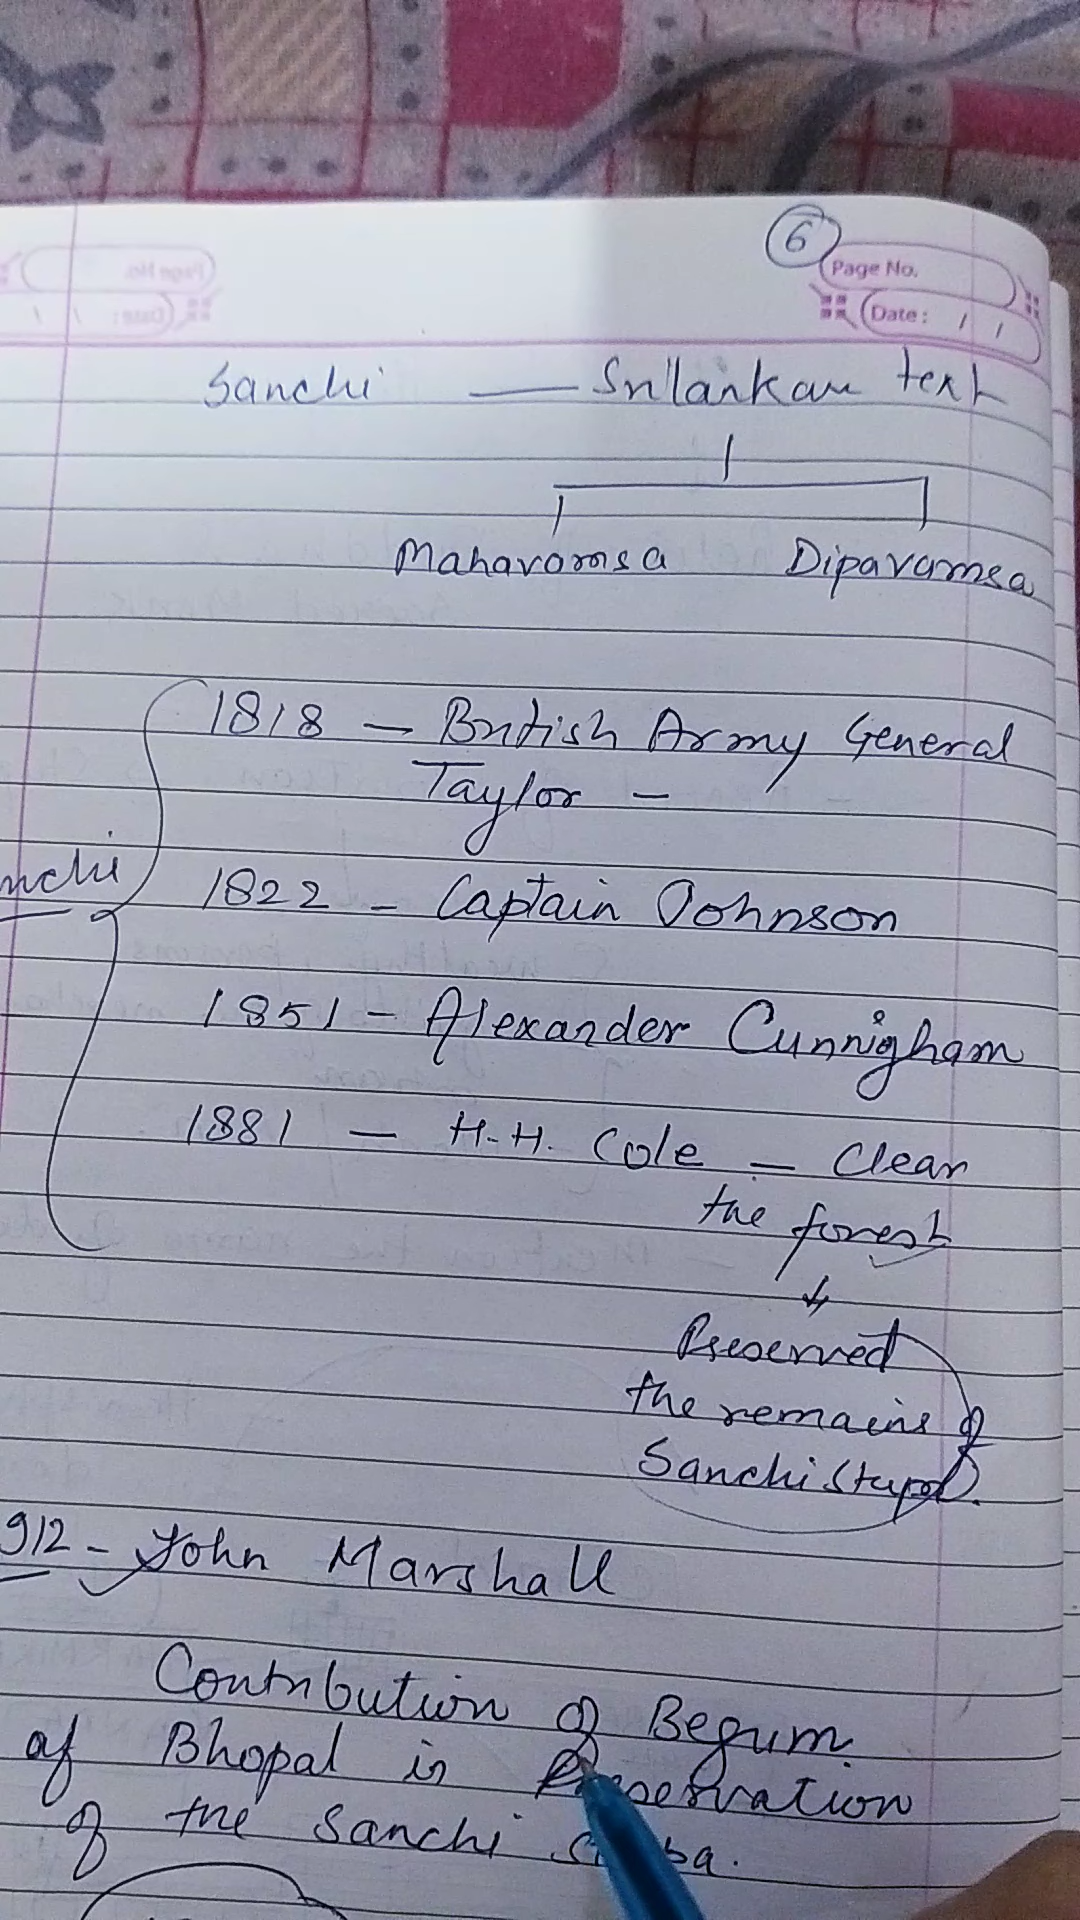 6
Page No.
Date: / /
Sanchi — Srilankan text
Mahavamsa Dipavamsa
1818 — British Army General
Taylor —
nchi
1822 - Captain Johnson
1851 - Alexander Cunnigham
1881 — H.H. Cole — Clear
the forest
Preserved
the remains of
Sanchi Stupa.
912 - John Marshall
Contribution of Begum
of Bhopal in Preservation
of the Sanchi